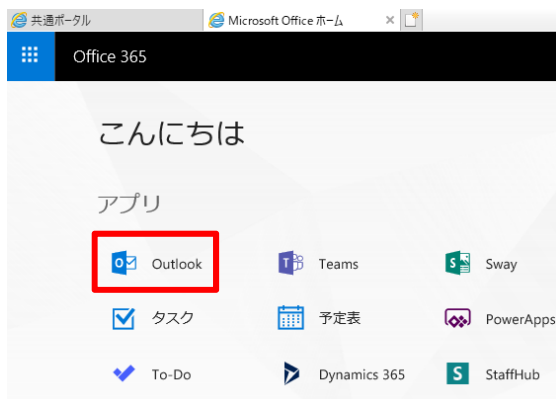 共通ポータル Microsoft Office ホーム
Office 365
こんにちは
アプリ
Outlook Teams Sway
タスク 予定表 PowerApps
To-Do Dynamics 365 StaffHub